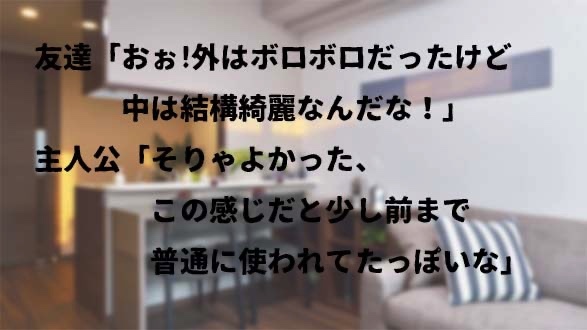 友達「おぉ!外はボロボロだったけど
中は結構綺麗なんだな！」
主人公「そりゃよかった、
この感じだと少し前まで
普通に使われてたっぽいな」